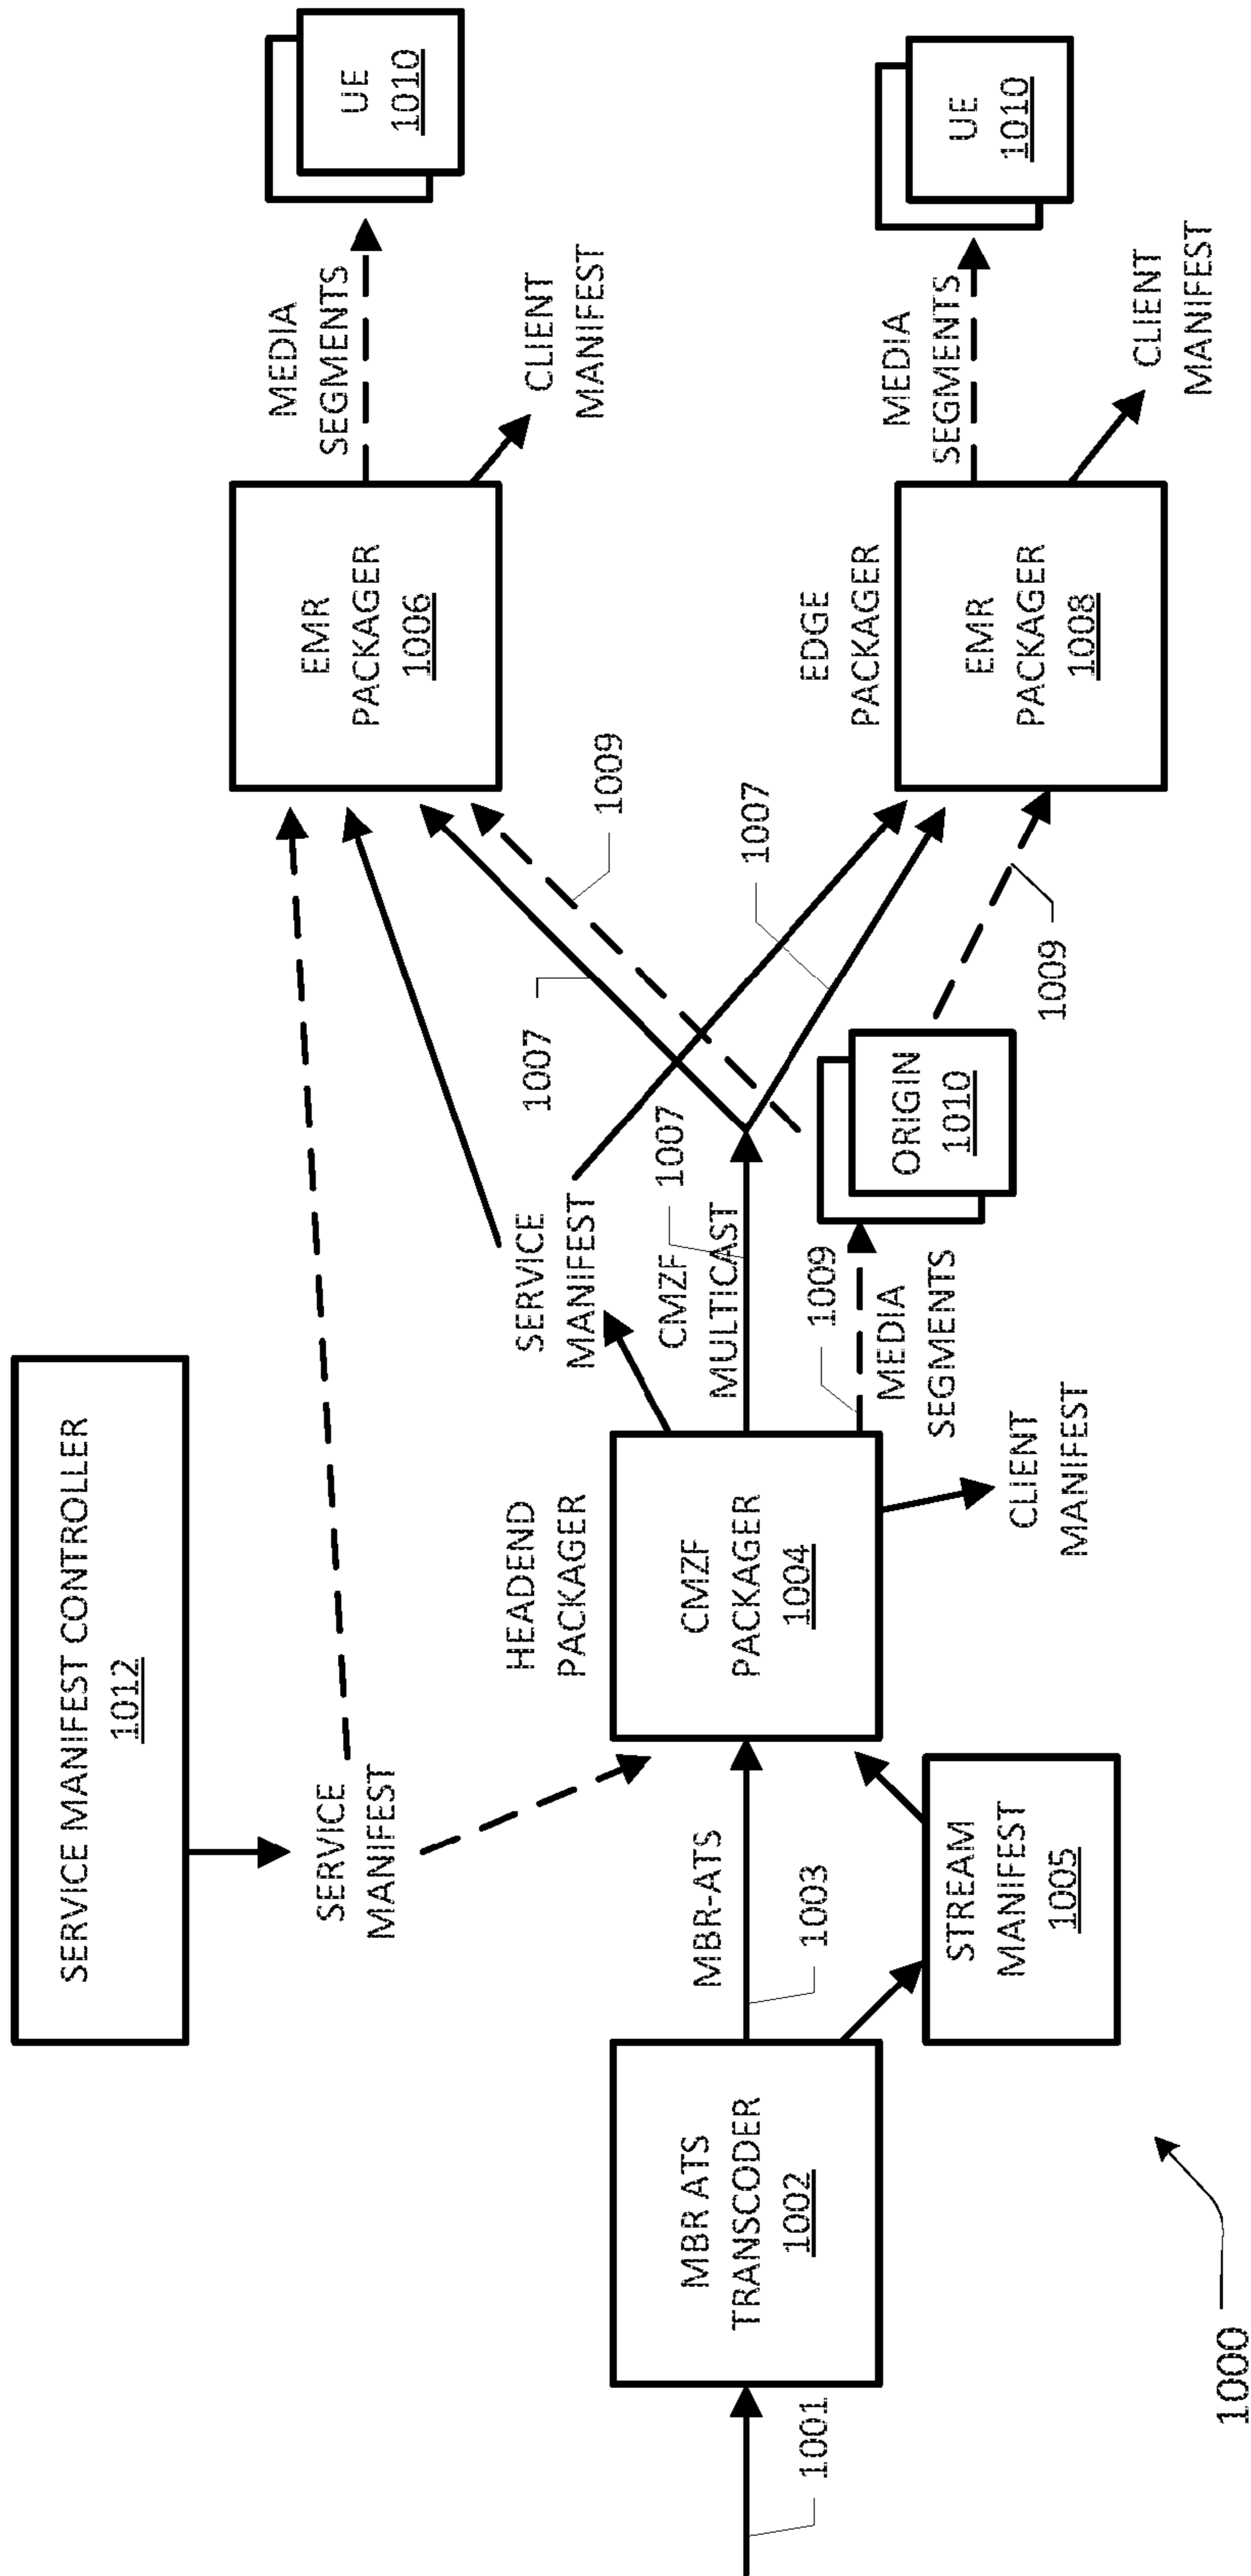 SERVICE MANIFEST CONTROLLER
1012
SERVICE
MANIFEST
1001
MBR ATS
TRANSCODER
1002
MBR-ATS
1003
STREAM
MANIFEST
1005
HEADEND
PACKAGER
CMZF
PACKAGER
1004
CLIENT
MANIFEST
SERVICE
MANIFEST
CMZF
MULTICAST
1007
1009
MEDIA
SEGMENTS
ORIGIN
1010
1007
1009
1007
1009
EMR
PACKAGER
1006
EDGE
PACKAGER
EMR
PACKAGER
1008
MEDIA
SEGMENTS
CLIENT
MANIFEST
UE
1010
MEDIA
SEGMENTS
CLIENT
MANIFEST
UE
1010
1000